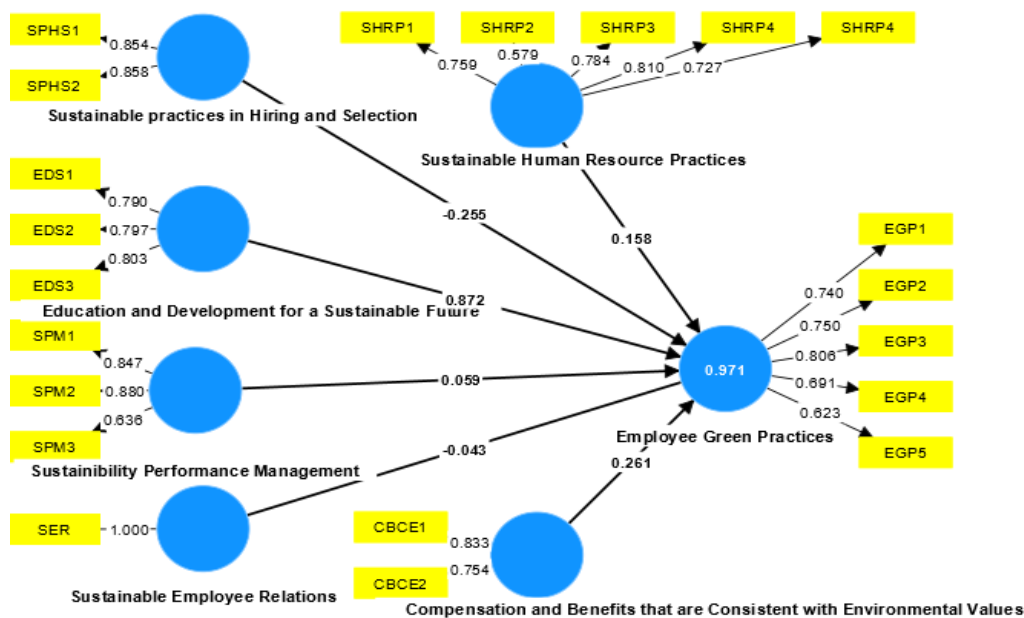 SPHS1
0.854
0.858
SPHS2
Sustainable practices in Hiring and Selection
SHRP1
SHRP2
SHRP3
SHRP4
SHRP4
0.759
0.579
0.784
0.810
0.727
Sustainable Human Resource Practices
EDS1
0.790
EDS2
0.797
0.803
EDS3
Education and Development for a Sustainable Future
-0.255
0.158
0.872
SPM1
0.847
SPM2
0.880
0.636
SPM3
Sustainibility Performance Management
0.059
-0.043
SER
1.000
Sustainable Employee Relations
0.971
Employee Green Practices
EGP1
0.740
EGP2
0.750
EGP3
0.806
EGP4
0.691
0.623
EGP5
0.261
CBCE1
0.833
0.754
CBCE2
Compensation and Benefits that are Consistent with Environmental Values